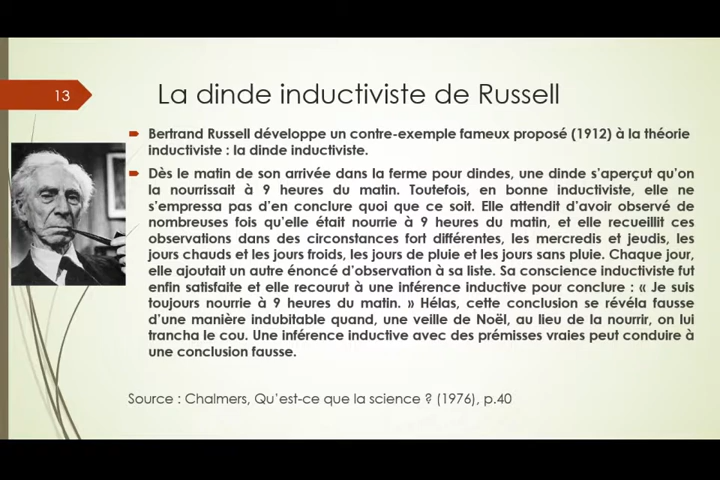 13
La dinde inductiviste de Russell
Bertrand Russell développe un contre-exemple fameux proposé (1912) à la théorie
inductiviste : la dinde inductiviste.
Dès le matin de son arrivée dans la ferme pour dindes, une dinde s'aperçut qu'on
la nourrissait à 9 heures du matin. Toutefois, en bonne inductiviste, elle ne
s'empressa pas d'en conclure quoi que ce soit. Elle attendit d'avoir observé de
nombreuses fois qu'elle était nourrie à 9 heures du matin, et elle recueillit ces
observations dans des circonstances fort différentes, les mercredis et jeudis, les
jours chauds et les jours froids, les jours de pluie et les jours sans pluie. Chaque jour,
elle ajoutait un autre énoncé d'observation à sa liste. Sa conscience inductiviste fut
enfin satisfaite et elle recourut à une inférence inductive pour conclure : « Je suis
toujours nourrie à 9 heures du matin. » Hélas, cette conclusion se révéla fausse
d'une manière indubitable quand, une veille de Noël, au lieu de la nourrir, on lui
trancha le cou. Une inférence inductive avec des prémisses vraies peut conduire à
une conclusion fausse.
Source : Chalmers, Qu'est-ce que la science ? (1976), p.40